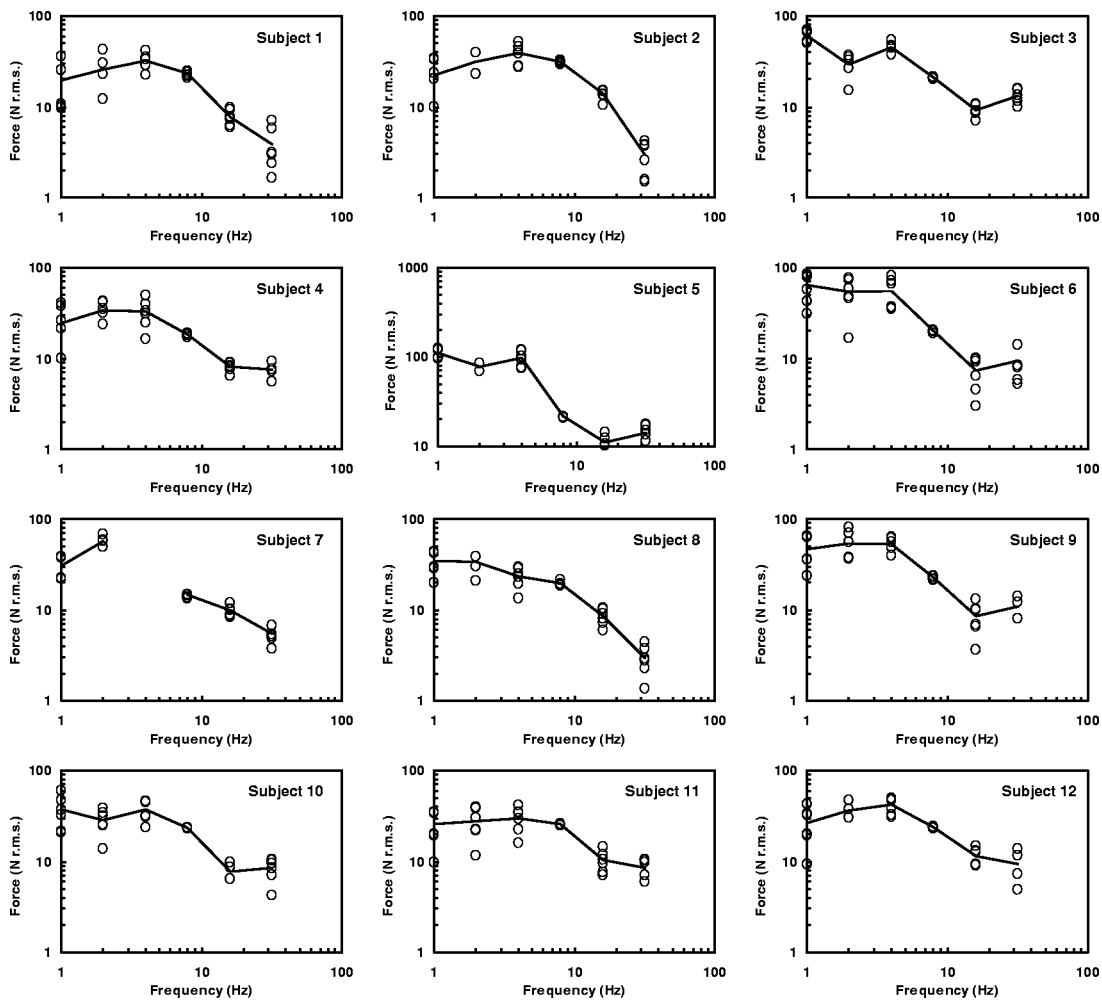 100
Subject 1
10
1
1 10 100
Force (N r.m.s.)
Frequency (Hz)
100
Subject 2
10
1
1 10 100
Force (N r.m.s.)
Frequency (Hz)
100
Subject 3
10
1
1 10 100
Force (N r.m.s.)
Frequency (Hz)
100
Subject 4
10
1
1 10 100
Force (N r.m.s.)
Frequency (Hz)
1000
Subject 5
100
10
1 10 100
Force (N r.m.s.)
Frequency (Hz)
100
Subject 6
10
1
1 10 100
Force (N r.m.s.)
Frequency (Hz)
100
Subject 7
10
1
1 10 100
Force (N r.m.s.)
Frequency (Hz)
100
Subject 8
10
1
1 10 100
Force (N r.m.s.)
Frequency (Hz)
100
Subject 9
10
1
1 10 100
Force (N r.m.s.)
Frequency (Hz)
100
Subject 10
10
1
1 10 100
Force (N r.m.s.)
Frequency (Hz)
100
Subject 11
10
1
1 10 100
Force (N r.m.s.)
Frequency (Hz)
100
Subject 12
10
1
1 10 100
Force (N r.m.s.)
Frequency (Hz)